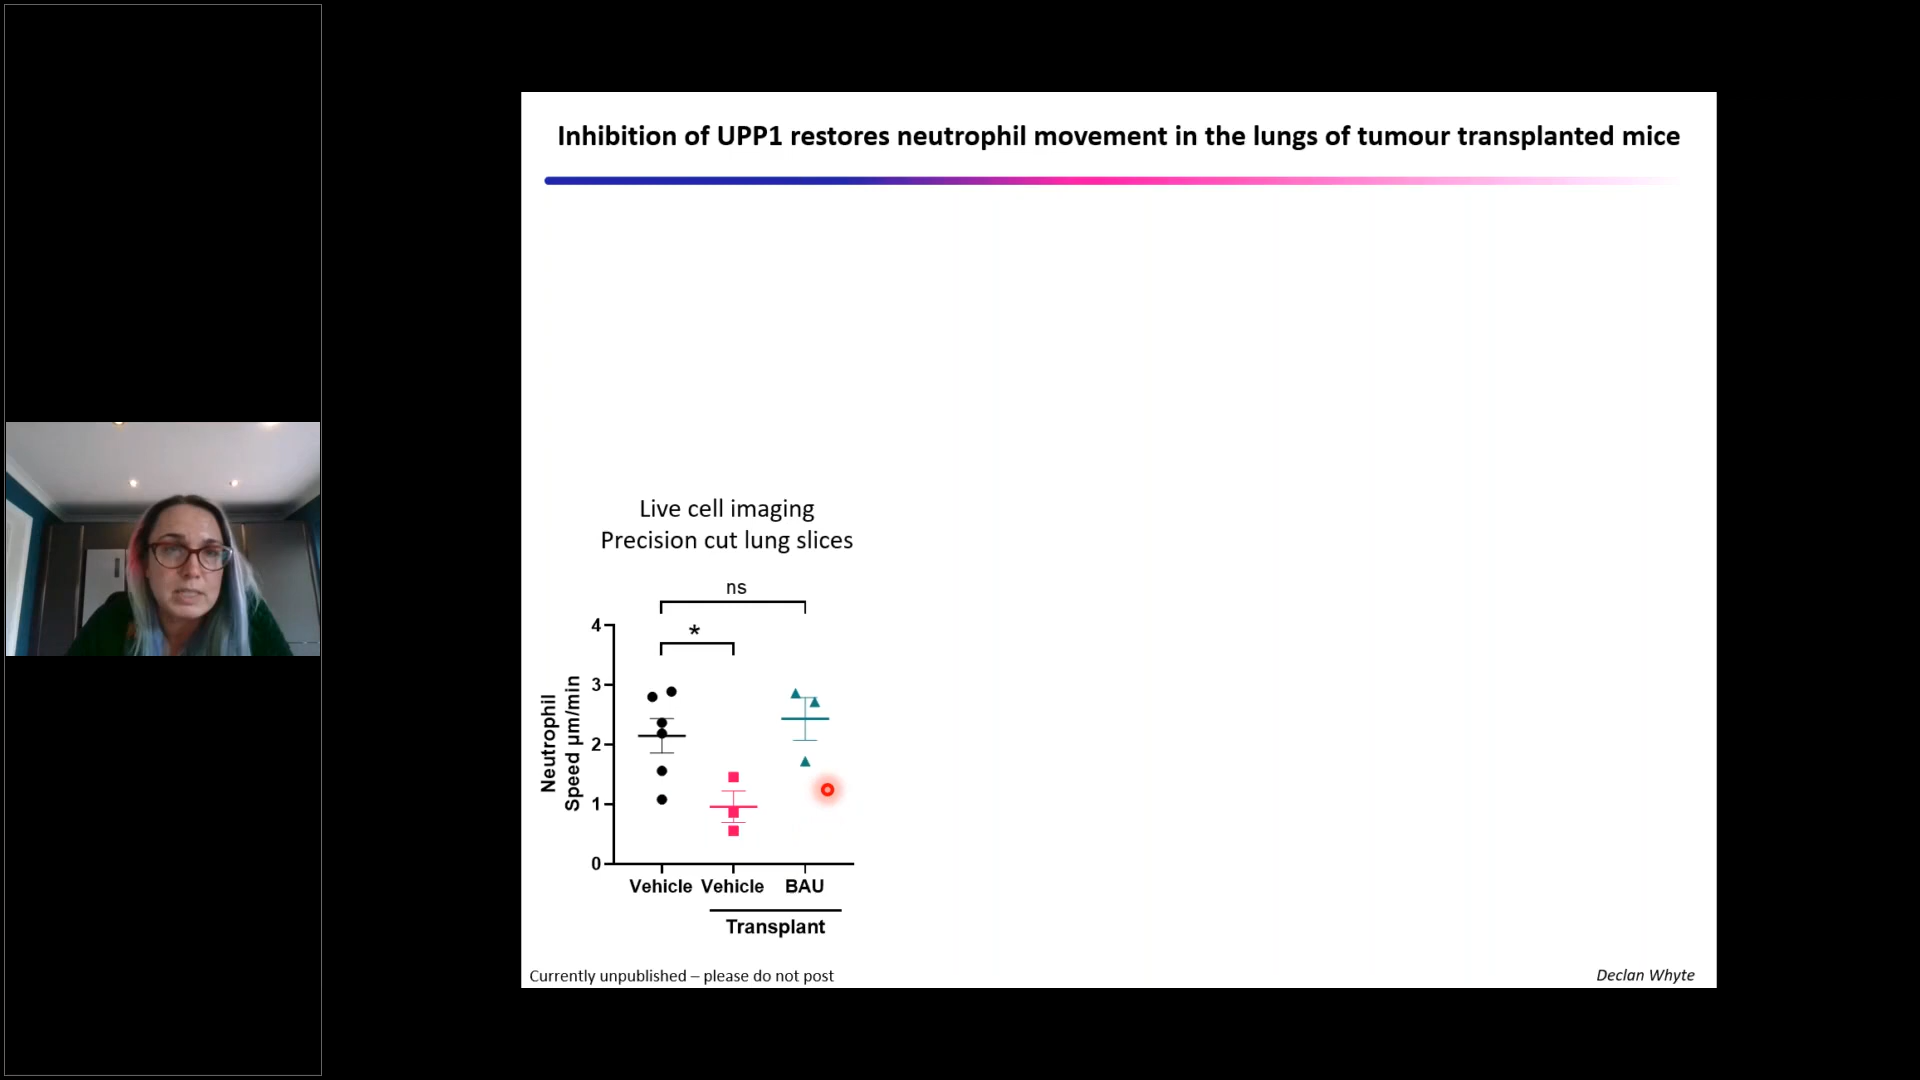 Inhibition of UPP1 restores neutrophil movement in the lungs of tumour transplanted mice
Live cell imaging
Precision cut lung slices
ns
*
4
3
2
1
0
Neutrophil
Speed µm/min
Vehicle Vehicle BAU
Transplant
Currently unpublished – please do not post
Declan Whyte